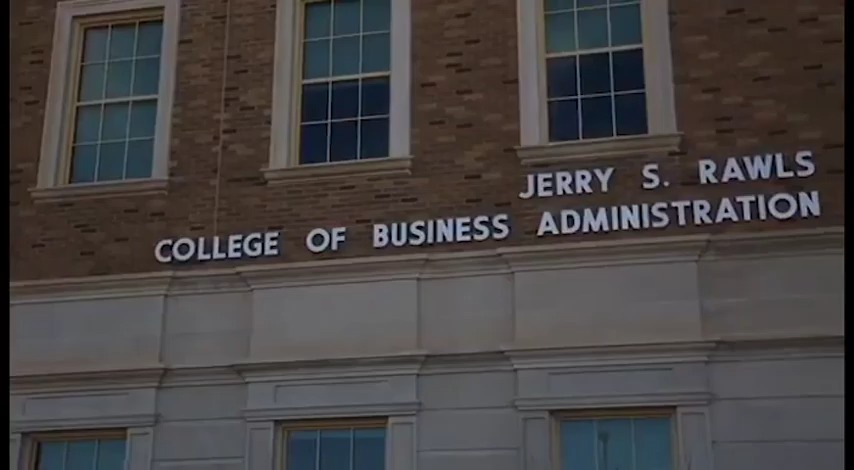 JERRY S. RAWLS
COLLEGE OF BUSINESS ADMINISTRATION